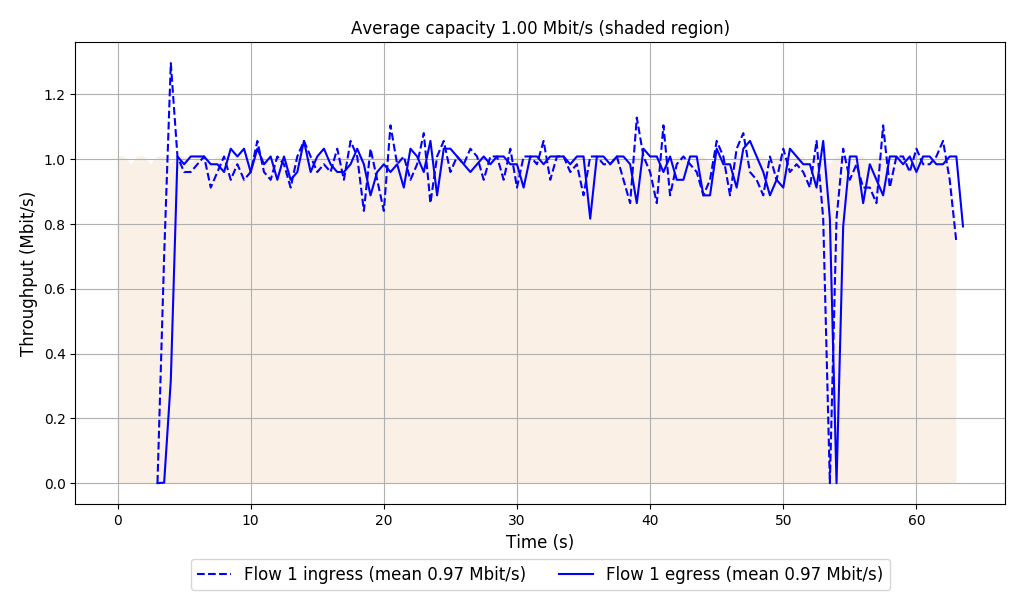 Average capacity 1.00 Mbit/s (shaded region)
Throughput (Mbit/s)
1.2
1.0
0.8
0.6
0.4
0.2
0.0
0 10 20 30 40 50 60
Time (s)
Flow 1 ingress (mean 0.97 Mbit/s) Flow 1 egress (mean 0.97 Mbit/s)